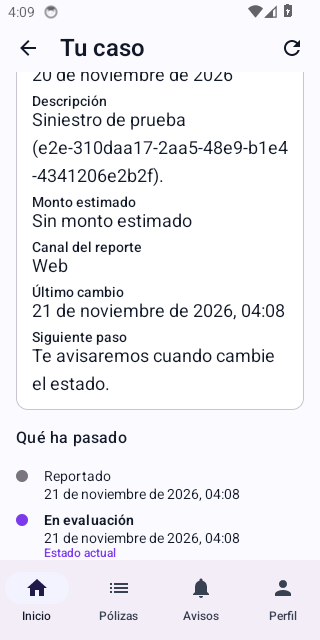 4:09
Tu caso
20 de noviembre de 2026
Descripción
Siniestro de prueba
(e2e-310daa17-2aa5-48e9-b1e4
-4341206e2b2f).
Monto estimado
Sin monto estimado
Canal del reporte
Web
Último cambio
21 de noviembre de 2026, 04:08
Siguiente paso
Te avisaremos cuando cambie
el estado.
Qué ha pasado
Reportado
21 de noviembre de 2026, 04:08
En evaluación
21 de noviembre de 2026, 04:08
Estado actual
Inicio
Pólizas
Avisos
Perfil